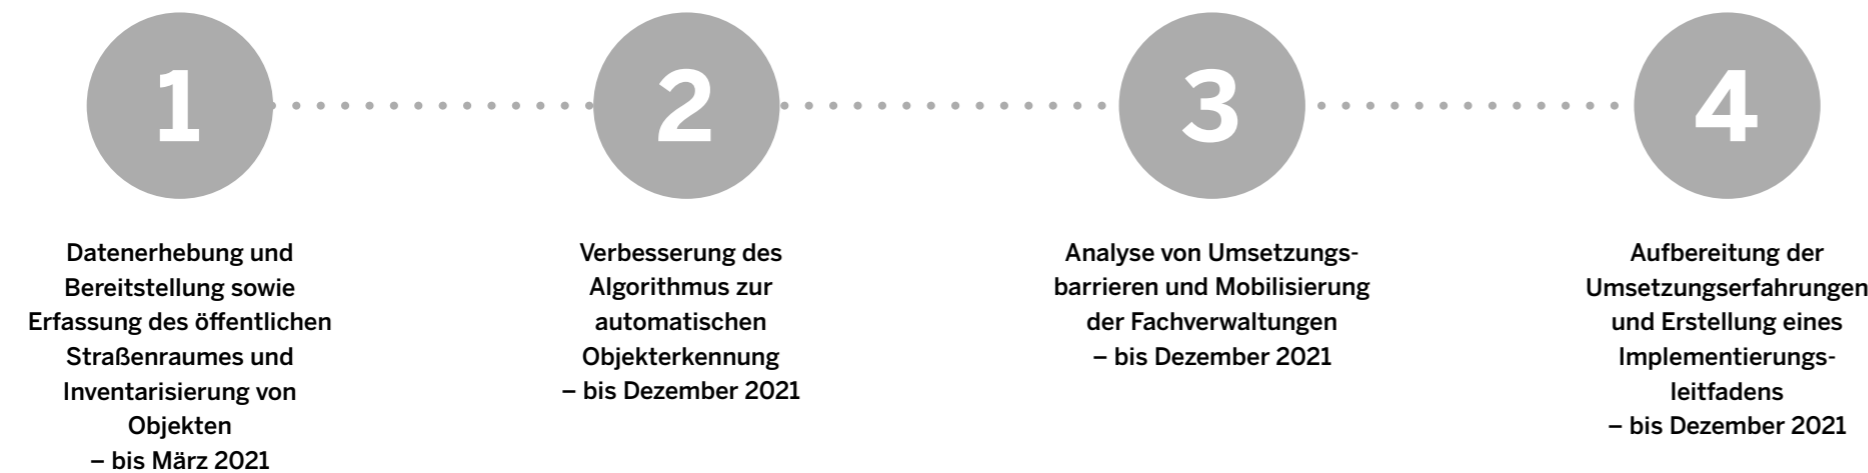 1
Datenerhebung und
Bereitstellung sowie
Erfassung des öffentlichen
Straßenraumes und
Inventarisierung von
Objekten
– bis März 2021
2
Verbesserung des
Algorithmus zur
automatischen
Objekterkennung
– bis Dezember 2021
3
Analyse von Umsetzungs-
barrieren und Mobilisierung
der Fachverwaltungen
– bis Dezember 2021
4
Aufbereitung der
Umsetzungserfahrungen
und Erstellung eines
Implementierungs-
leitfadens
– bis Dezember 2021